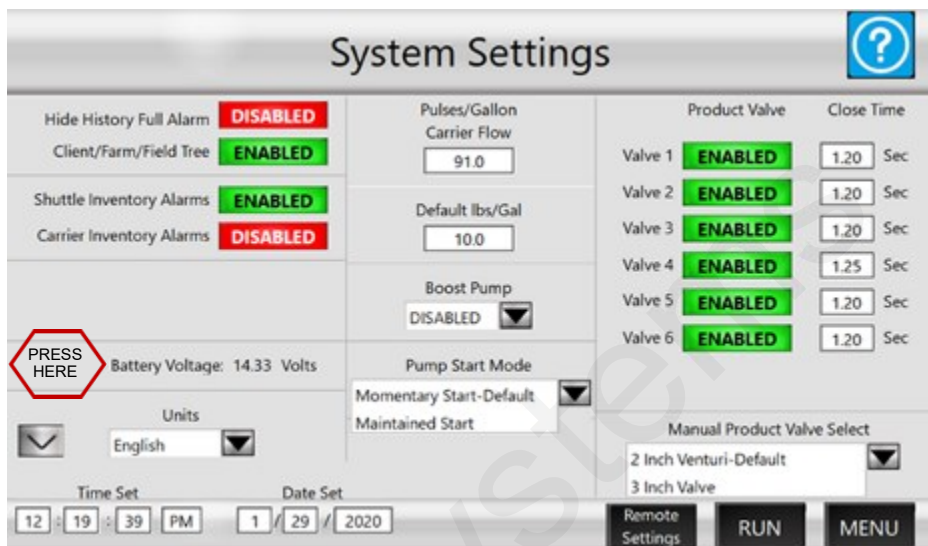 System Settings
?
Hide History Full Alarm DISABLED
Client/Farm/Field Tree ENABLED
Shuttle Inventory Alarms ENABLED
Carrier Inventory Alarms DISABLED
PRESS
HERE
Battery Voltage: 14.33 Volts
Units
English
Time Set Date Set
12 : 19 : 39 PM 1 / 29 / 2020
Pulses/Gallon
Carrier Flow
91.0
Default lbs/Gal
10.0
Boost Pump
DISABLED
Pump Start Mode
Momentary Start-Default
Maintained Start
Product Valve Close Time
Valve 1 ENABLED 1.20 Sec
Valve 2 ENABLED 1.20 Sec
Valve 3 ENABLED 1.20 Sec
Valve 4 ENABLED 1.25 Sec
Valve 5 ENABLED 1.20 Sec
Valve 6 ENABLED 1.20 Sec
Manual Product Valve Select
2 Inch Venturi-Default
3 Inch Valve
Remote
Settings
RUN
MENU